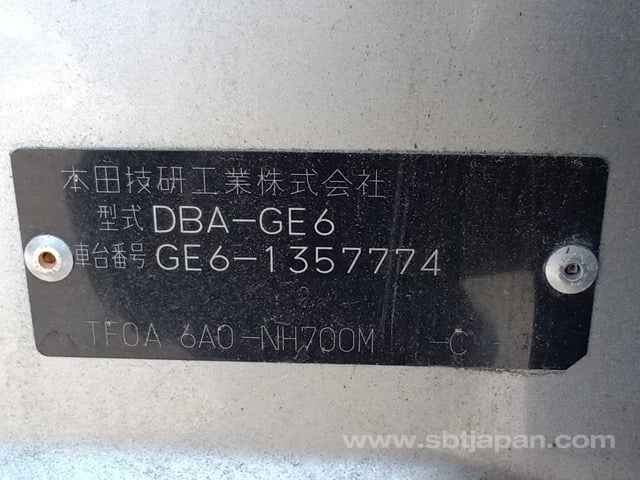 本田技研工業株式会社
型式 DBA-GE6
車台番号 GE6-1357774
TF0A 6A0-NH700M -C -
www.sbtjapan.com